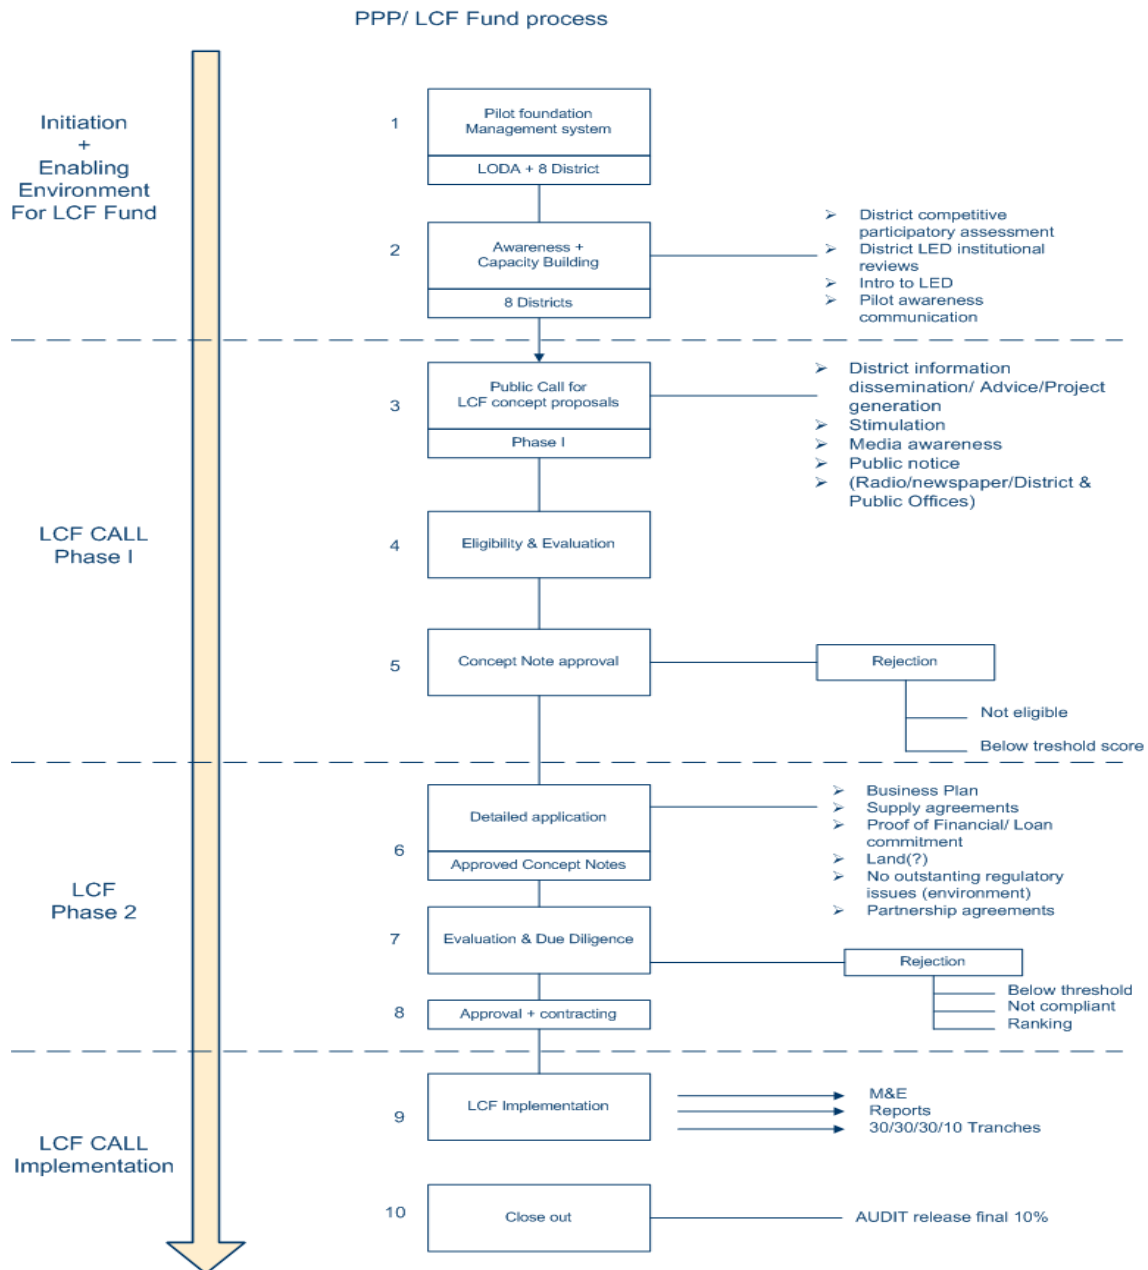 PPP/ LCF Fund process
Initiation
+
Enabling
Environment
For LCF Fund
1
Pilot foundation
Management system
LODA + 8 District
2
Awareness +
Capacity Building
8 Districts
➢ District competitive
participatory assessment
➢ District LED institutional
reviews
➢ Intro to LED
➢ Pilot awareness
communication
LCF CALL
Phase I
3
Public Call for
LCF concept proposals
Phase I
➢ District information
dissemination/ Advice/Project
generation
➢ Stimulation
➢ Media awareness
➢ Public notice
➢ (Radio/newspaper/District &
Public Offices)
4
Eligibility & Evaluation
5
Concept Note approval
Rejection
Not eligible
Below treshold score
LCF
Phase 2
6
Detailed application
Approved Concept Notes
➢ Business Plan
➢ Supply agreements
➢ Proof of Financial/ Loan
commitment
➢ Land(?)
➢ No outstanting regulatory
issues (environment)
➢ Partnership agreements
7
Evaluation & Due Diligence
Rejection
Below threshold
Not compliant
Ranking
8
Approval + contracting
LCF CALL
Implementation
9
LCF Implementation
M&E
Reports
30/30/30/10 Tranches
10
Close out
AUDIT release final 10%